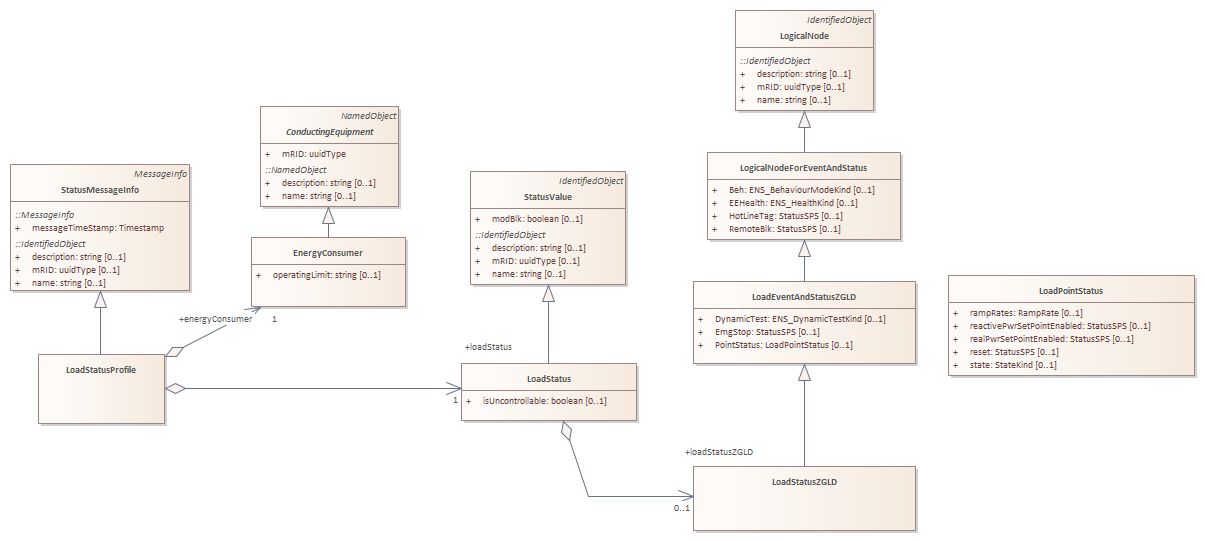 IdentifiedObject
LogicalNode
::IdentifiedObject
+ description: string [0..1]
+ mRID: uuidType [0..1]
+ name: string [0..1]
NamedObject
ConductingEquipment
+ mRID: uuidType
::NamedObject
+ description: string [0..1]
+ name: string [0..1]
MessageInfo
StatusMessageInfo
::MessageInfo
+ messageTimeStamp: Timestamp
::IdentifiedObject
+ description: string [0..1]
+ mRID: uuidType [0..1]
+ name: string [0..1]
IdentifiedObject
StatusValue
+ modBlk: boolean [0..1]
::IdentifiedObject
+ description: string [0..1]
+ mRID: uuidType [0..1]
+ name: string [0..1]
LogicalNodeForEventAndStatus
+ Beh: ENS_BehaviourModeKind [0..1]
+ EEHealth: ENS_HealthKind [0..1]
+ HotLineTag: StatusSPS [0..1]
+ RemoteBlk: StatusSPS [0..1]
EnergyConsumer
+ operatingLimit: string [0..1]
LoadEventAndStatusZGLD
+ DynamicTest: ENS_DynamicTestKind [0..1]
+ EmgStop: StatusSPS [0..1]
+ PointStatus: LoadPointStatus [0..1]
LoadPointStatus
+ rampRates: RampRate [0..1]
+ reactivePwrSetPointEnabled: StatusSPS [0..1]
+ realPwrSetPointEnabled: StatusSPS [0..1]
+ reset: StatusSPS [0..1]
+ state: StateKind [0..1]
+energyConsumer
1
LoadStatusProfile
+loadStatus
1
LoadStatus
+ isUncontrollable: boolean [0..1]
+loadStatusZGLD
0..1
LoadStatusZGLD